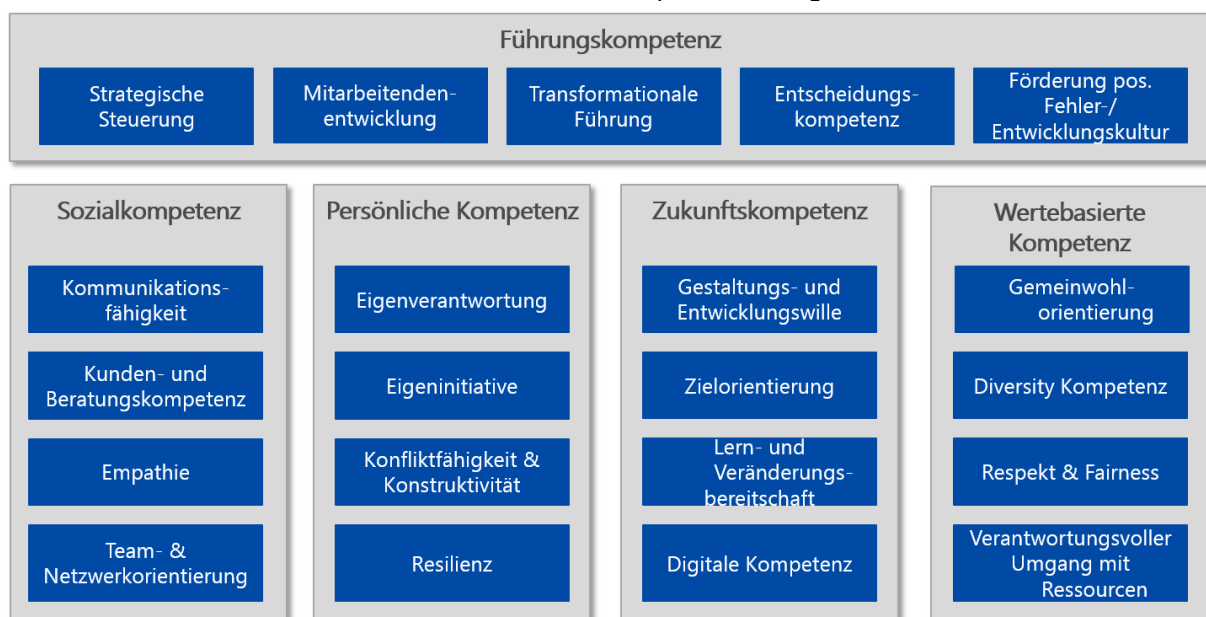 Führungskompetenz
Strategische
Steuerung
Mitarbeitenden-
entwicklung
Transformationale
Führung
Entscheidungs-
kompetenz
Förderung pos.
Fehler-/
Entwicklungskultur
Sozialkompetenz
Kommunikations-
fähigkeit
Kunden- und
Beratungskompetenz
Empathie
Team- &
Netzwerkorientierung
Persönliche Kompetenz
Eigenverantwortung
Eigeninitiative
Konfliktfähigkeit &
Konstruktivität
Resilienz
Zukunftskompetenz
Gestaltungs- und
Entwicklungswille
Zielorientierung
Lern- und
Veränderungs-
bereitschaft
Digitale Kompetenz
Wertebasierte
Kompetenz
Gemeinwohl-
orientierung
Diversity Kompetenz
Respekt & Fairness
Verantwortungsvoller
Umgang mit
Ressourcen